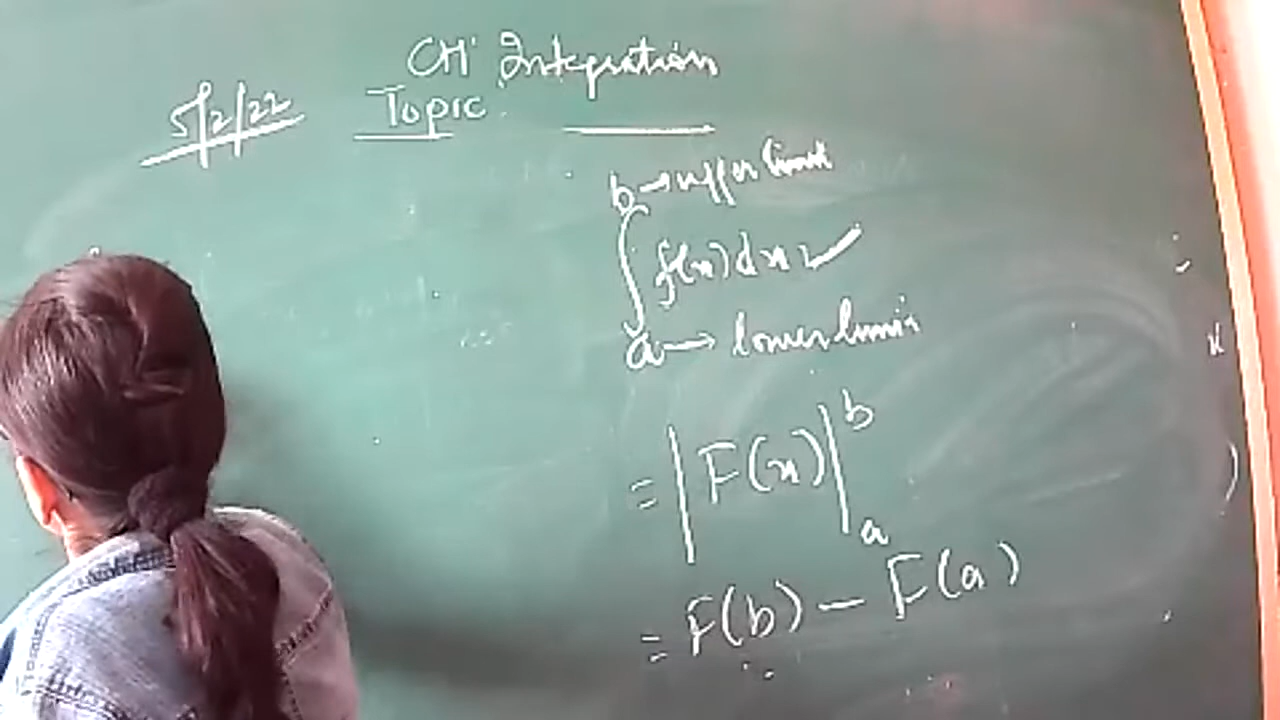 CH: Integration
5/2/22 Topic:
b → upper limit
∫ f(x) dx ✓
a → lower limit
= |F(x)|
b
a
= F(b) – F(a)